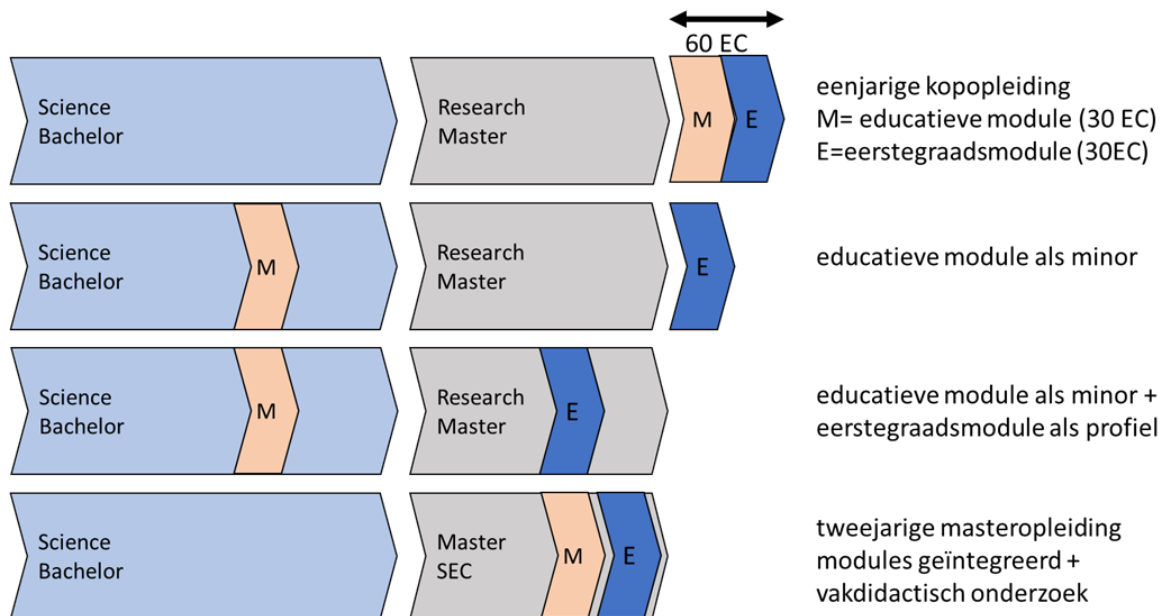 60 EC
Science
Bachelor
Research
Master
M
E
eenjarige kopopleiding
M= educatieve module (30 EC)
E=eerstegraadsmodule (30EC)
Science
Bachelor
M
Research
Master
E
educatieve module als minor
Science
Bachelor
M
Research
Master
E
educatieve module als minor +
eerstegraadsmodule als profiel
Science
Bachelor
Master
SEC
M
E
tweejarige masteropleiding
modules geïntegreerd +
vakdidactisch onderzoek